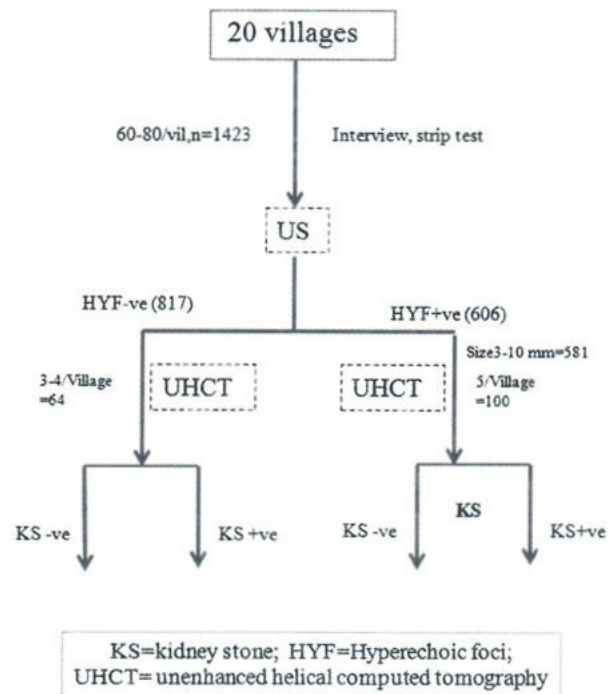 20 villages
60-80/vil,n=1423
Interview, strip test
US
HYF-ve (817)
HYF+ve (606)
Size3-10 mm=581
3-4/Village
=64
UHCT
UHCT
5/Village
=100
KS -ve
KS +ve
KS -ve
KS
KS+ve
KS=kidney stone; HYF=Hyperechoic foci;
UHCT= unenhanced helical computed tomography